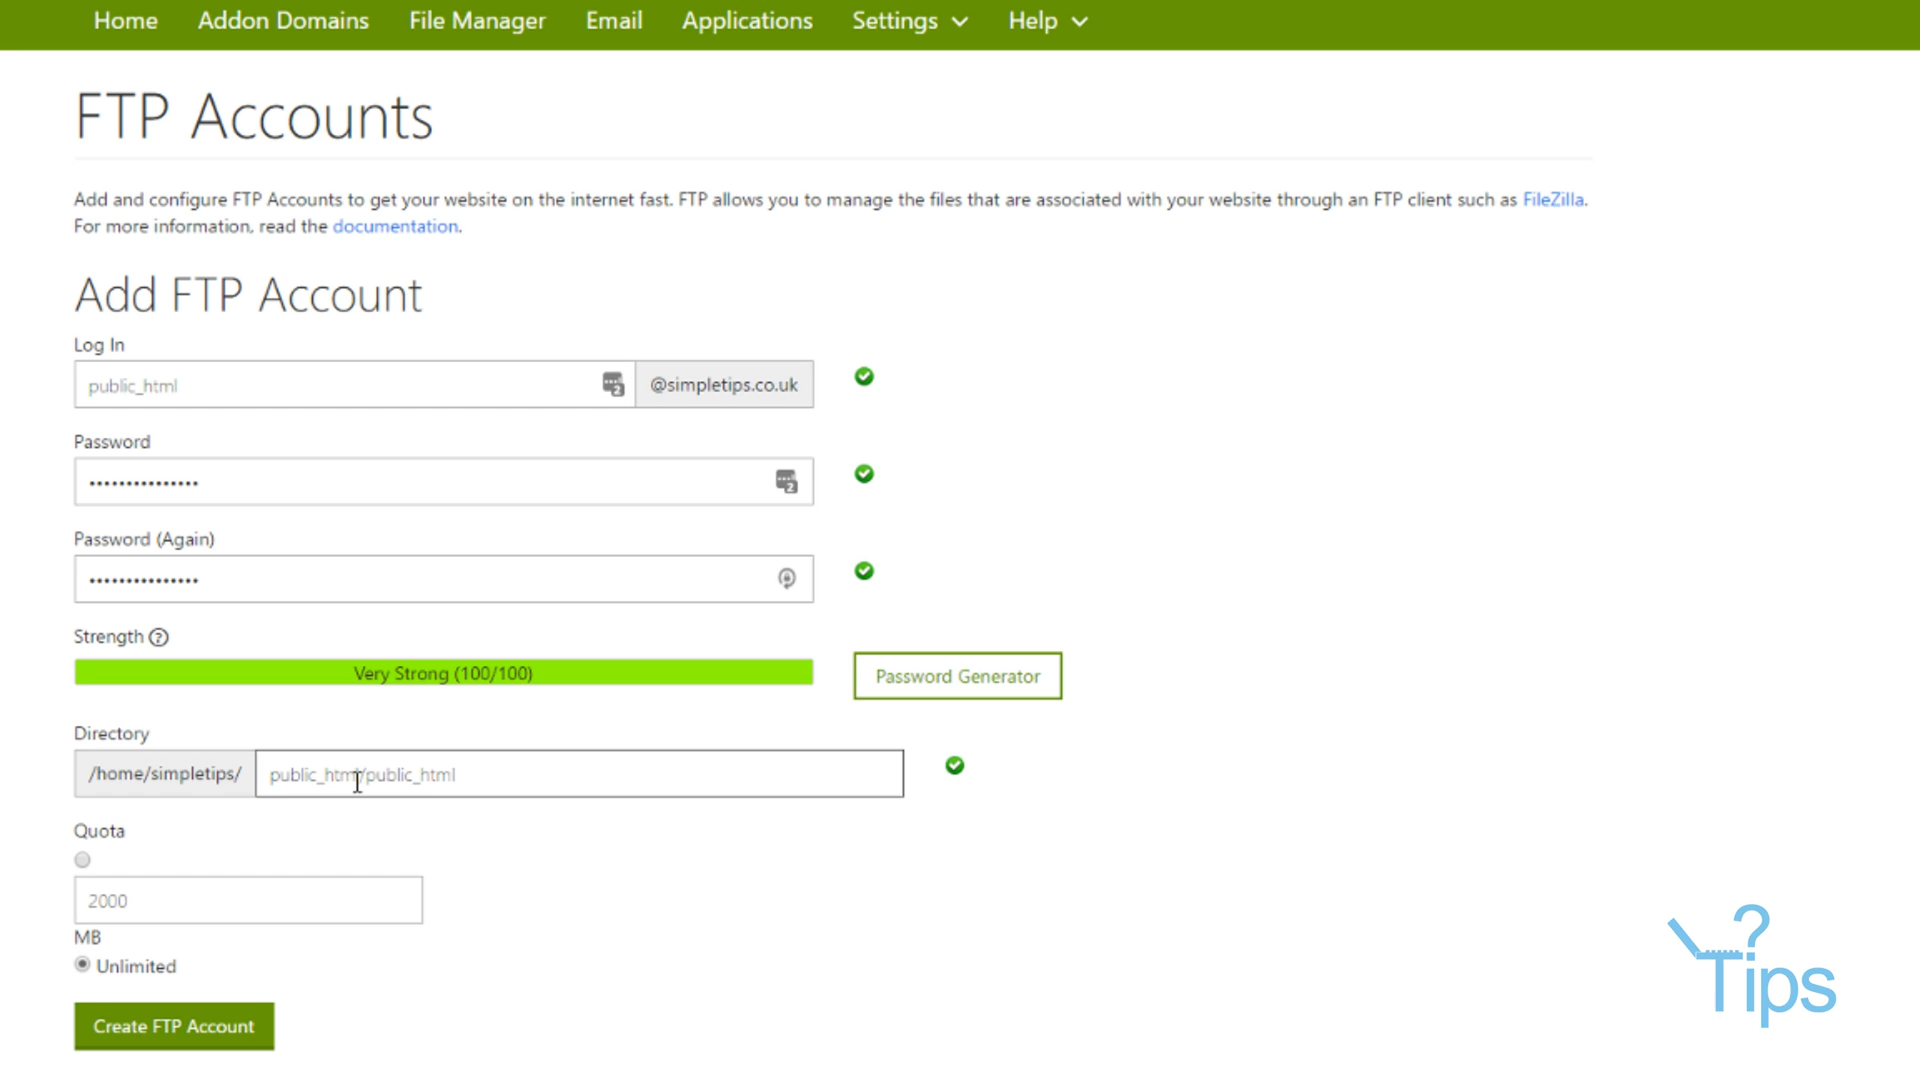 Home Addon Domains File Manager Email Applications Settings Help
FTP Accounts
Add and configure FTP Accounts to get your website on the internet fast. FTP allows you to manage the files that are associated with your website through an FTP client such as FileZilla.
For more information, read the documentation.
Add FTP Account
Log In
public_html @simpletips.co.uk
Password
Password (Again)
Strength ?
Very Strong (100/100) Password Generator
Directory
/home/simpletips/ public_html/public_html
Quota
2000
MB
Unlimited
Create FTP Account
?
Tips